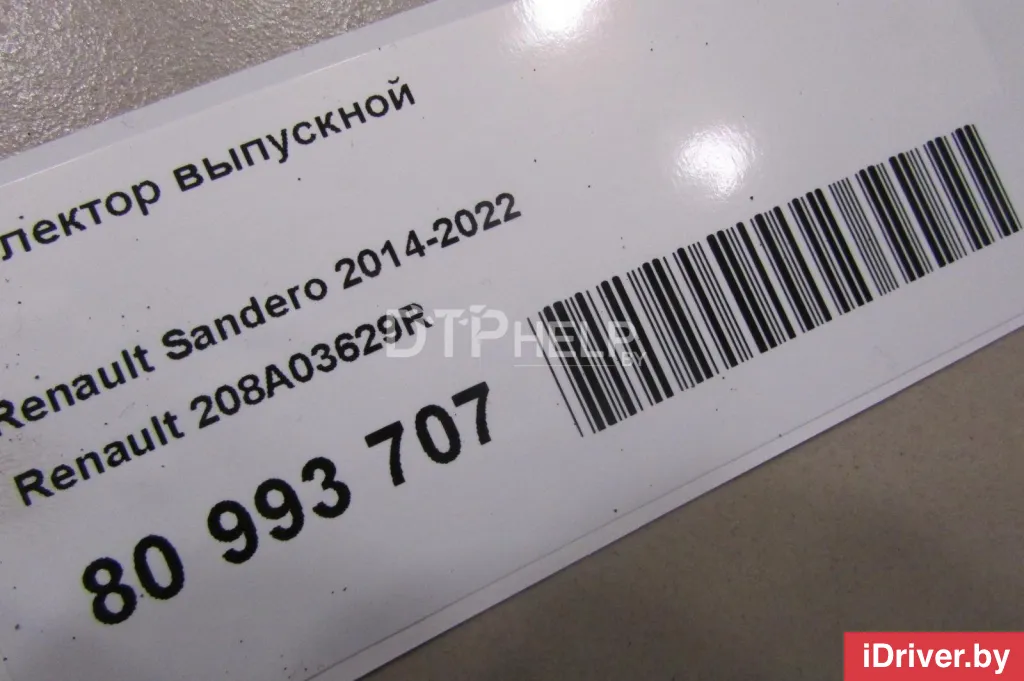 лектор выпускной
Renault Sandero 2014-2022
Renault 208A03629R
80 993 707
DTPHELP.BY
iDriver.by